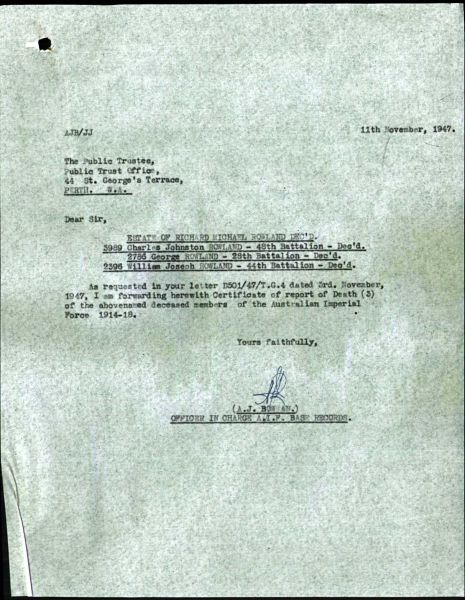 AJB/JJ
11th November, 1947.
The Public Trustee,
Public Trust Office,
44 St. George's Terrace,
PERTH. W.A.
Dear Sir,
ESTATE OF RICHARD MICHAEL ROWLAND DEC'D.
3989 Charles Johnston ROWLAND - 48th Battalion - Dec'd.
2786 George ROWLAND - 28th Battalion - Dec'd.
2396 William Joseph ROWLAND - 44th Battalion - Dec'd.
As requested in your letter D501/47/T.G.4 dated 3rd. November,
1947, I am forwarding herewith Certificate of report of Death (3)
of the abovenamed deceased members of the Australian Imperial
Force 1914-18.
Yours faithfully,
(A.J. BOWMAN.)
OFFICER IN CHARGE A.I.F. BASE RECORDS.